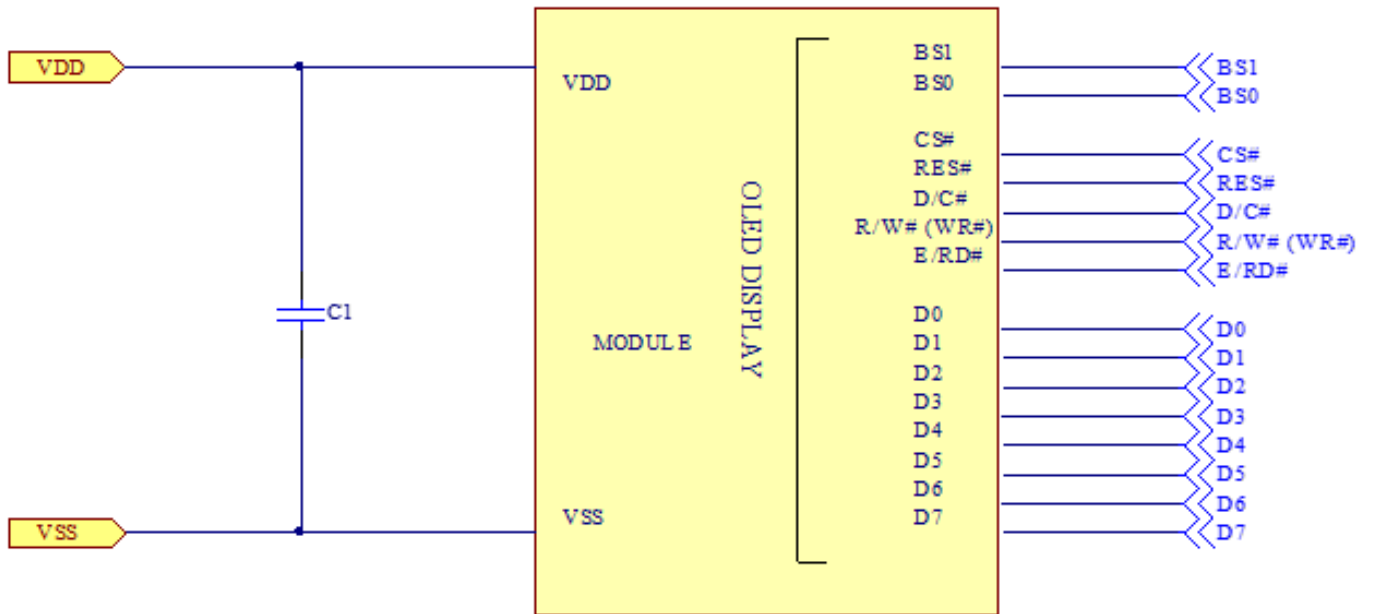 VDD
VSS
C1
VDD
MODULE
VSS
OLED DISPLAY
BS1
BS0
CS#
RES#
D/C#
R/W# (WR#)
E/RD#
D0
D1
D2
D3
D4
D5
D6
D7
BS1
BS0
CS#
RES#
D/C#
R/W# (WR#)
E/RD#
D0
D1
D2
D3
D4
D5
D6
D7